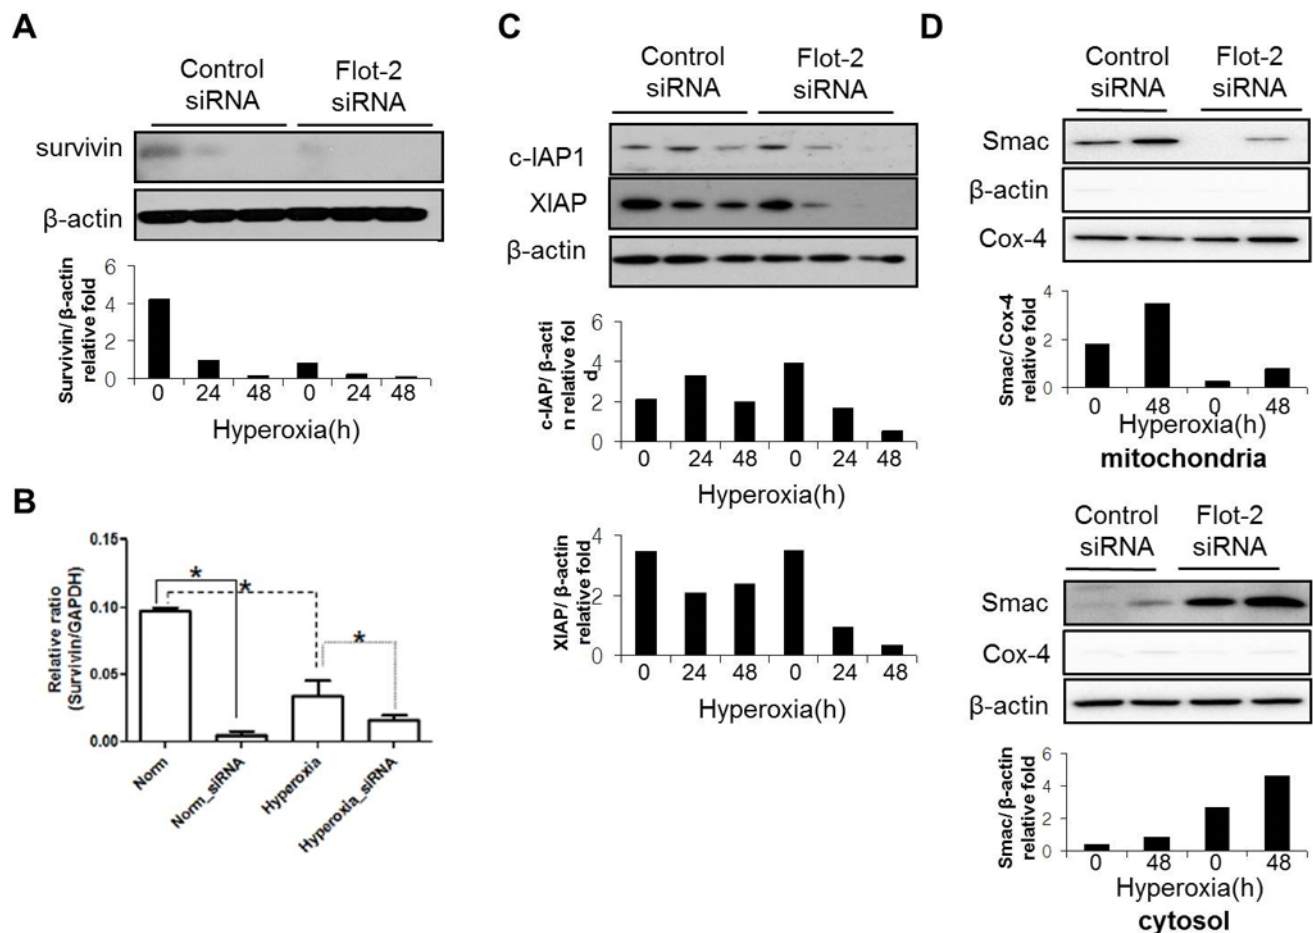 A
Control
siRNA
Flot-2
siRNA
survivin
β-actin
Survivin/ β-actin
relative fold
6
4
2
0
0 24 48 0 24 48
Hyperoxia(h)
B
Relative ratio
(Survivin/GAPDH)
0.15
0.10
0.05
0.00
* * *
Norm
Norm_siRNA
Hyperoxia
Hyperoxia_siRNA
C
Control
siRNA
Flot-2
siRNA
c-IAP1
XIAP
β-actin
c-IAP/ β-acti
n relative fol
d
6
4
2
0
0 24 48 0 24 48
Hyperoxia(h)
XIAP/ β-actin
relative fold
4
2
0
0 24 48 0 24 48
Hyperoxia(h)
D
Control
siRNA
Flot-2
siRNA
Smac
β-actin
Cox-4
Smac/ Cox-4
relative fold
4
2
0
0 48 0 48
Hyperoxia(h)
mitochondria
Control
siRNA
Flot-2
siRNA
Smac
Cox-4
β-actin
Smac/ β-actin
relative fold
6
4
2
0
0 48 0 48
Hyperoxia(h)
cytosol